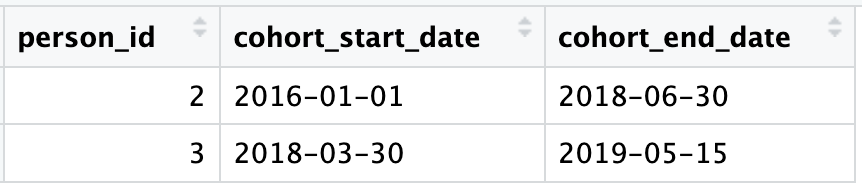 person_id cohort_start_date cohort_end_date
2 2016-01-01 2018-06-30
3 2018-03-30 2019-05-15